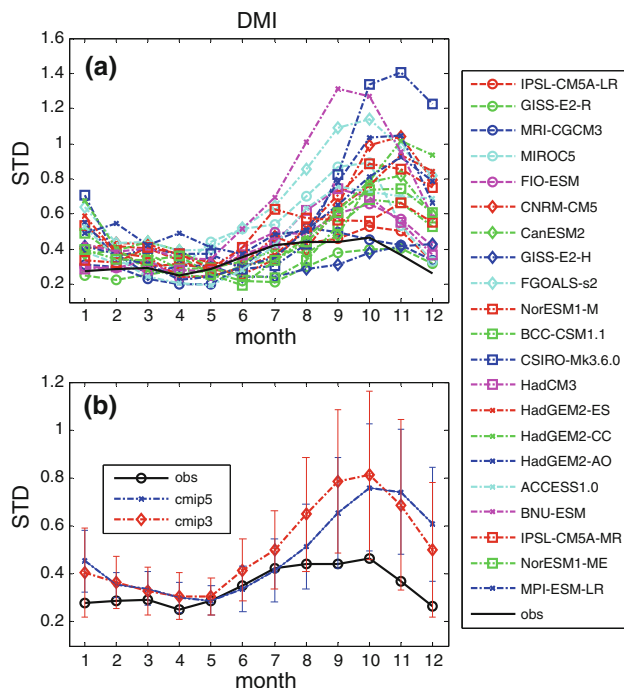 DMI
(a)
STD
1.6
1.4
1.2
1
0.8
0.6
0.4
0.2
1 2 3 4 5 6 7 8 9 10 11 12
month
IPSL-CM5A-LR
GISS-E2-R
MRI-CGCM3
MIROC5
FIO-ESM
CNRM-CM5
CanESM2
GISS-E2-H
FGOALS-s2
NorESM1-M
BCC-CSM1.1
CSIRO-Mk3.6.0
HadCM3
HadGEM2-ES
HadGEM2-CC
HadGEM2-AO
ACCESS1.0
BNU-ESM
IPSL-CM5A-MR
NorESM1-ME
MPI-ESM-LR
obs
(b)
STD
1.2
1
0.8
0.6
0.4
0.2
obs
cmip5
cmip3
1 2 3 4 5 6 7 8 9 10 11 12
month